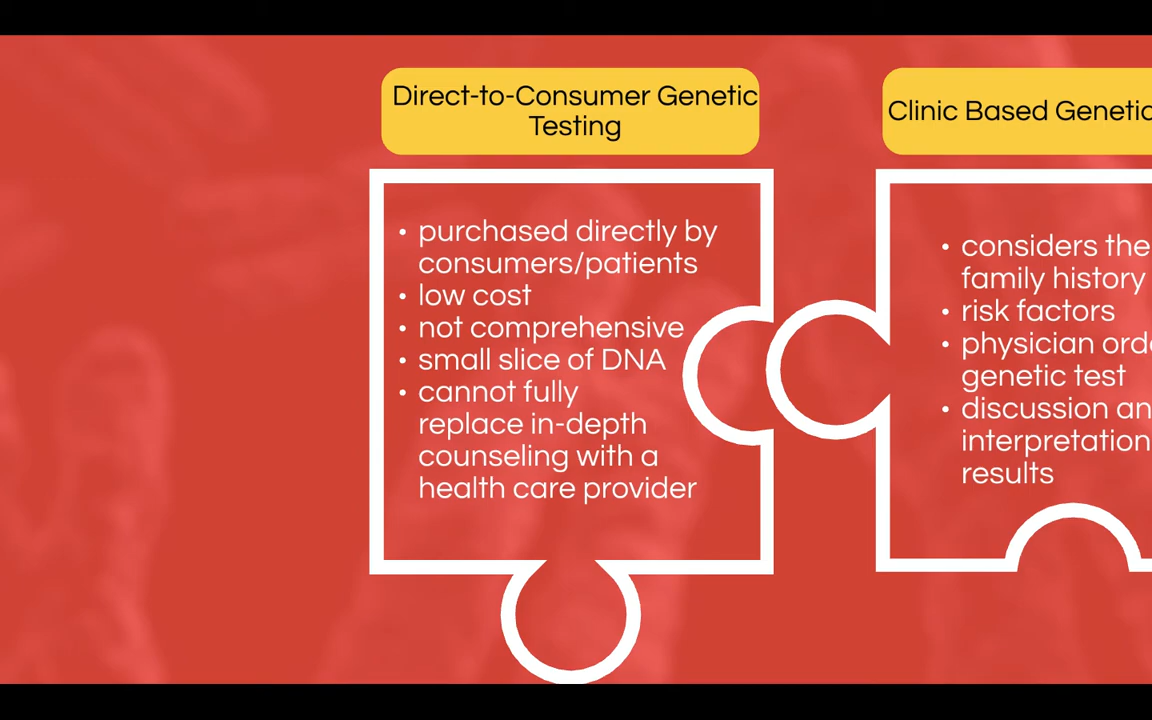 Direct-to-Consumer Genetic
Testing
• purchased directly by
consumers/patients
• low cost
• not comprehensive
• small slice of DNA
• cannot fully
replace in-depth
counseling with a
health care provider
Clinic Based Genetic
• considers the
family history
• risk factors
• physician
genetic test
• discussion
interpretation
results